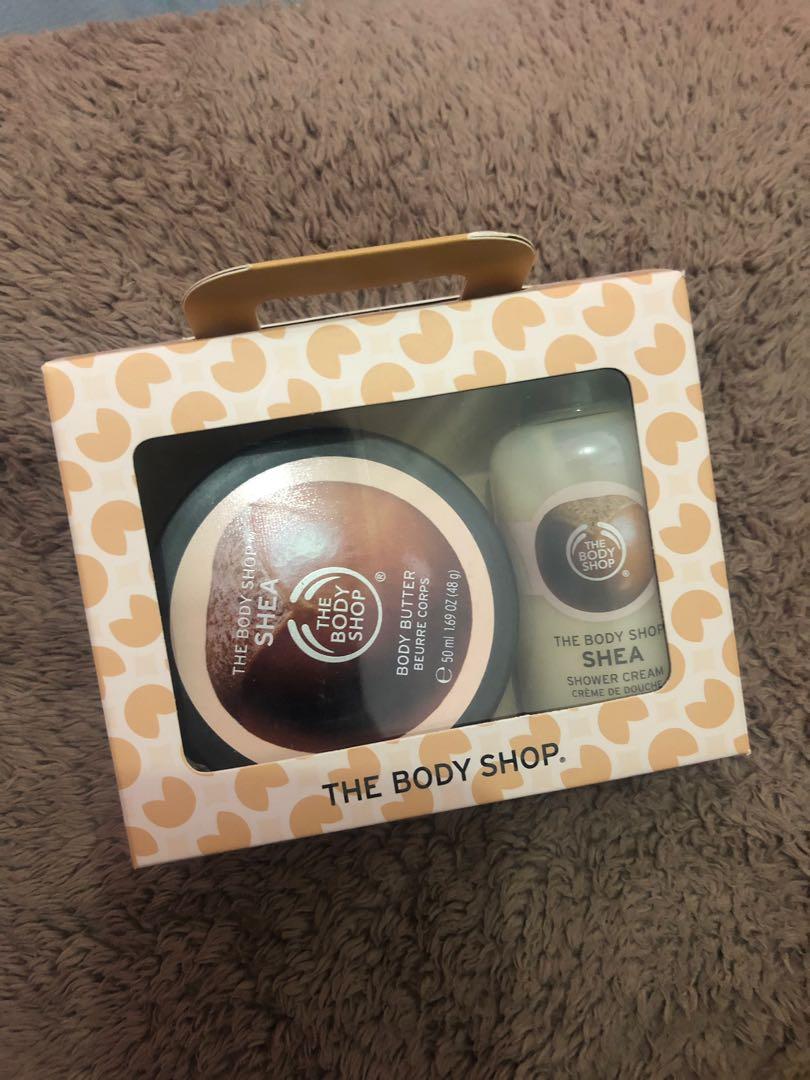 THE BODY SHOP™
SHEA
THE
BODY
SHOP®
BODY BUTTER
BEURRE CORPS
℮ 50 ml 1.69 OZ (48 g)
THE
BODY
SHOP®
THE BODY SHOP
SHEA
SHOWER CREAM
CRÈME DE DOUCHE
THE BODY SHOP®